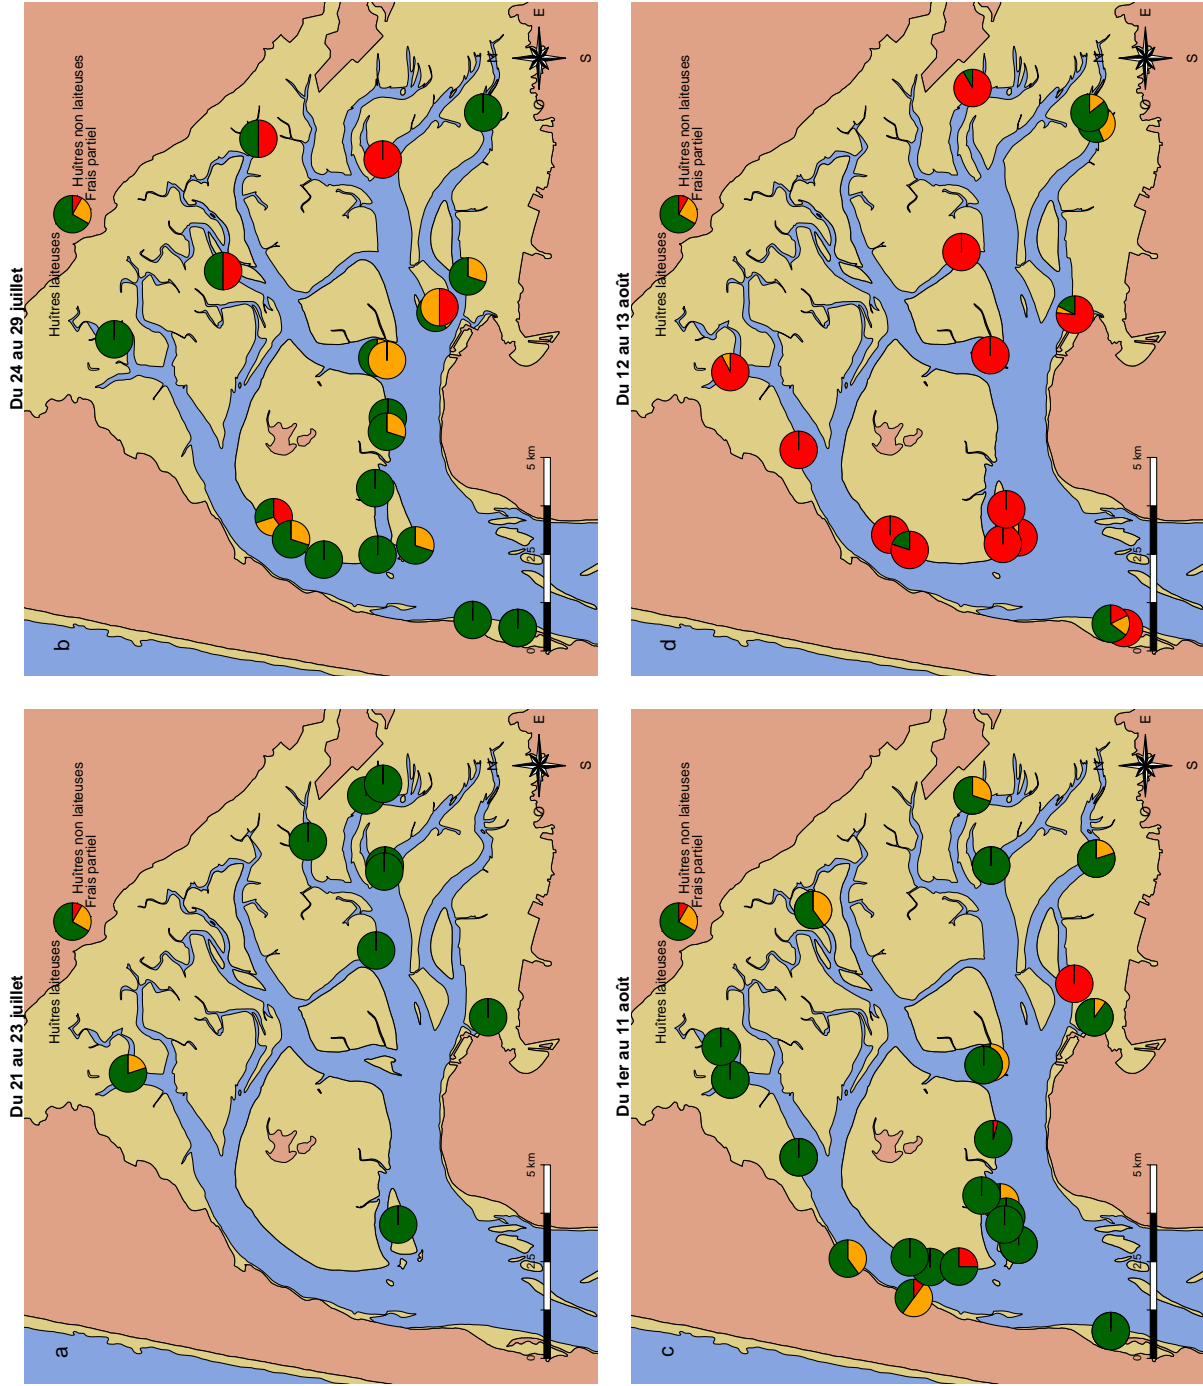 Du 21 au 23 juillet
a
Huîtres laiteuses
Huîtres non laiteuses
Frais partiel
N
E
S
O
0
2.5
5 km
Du 24 au 29 juillet
b
Huîtres laiteuses
Huîtres non laiteuses
Frais partiel
N
E
S
O
0
2.5
5 km
Du 1er au 11 août
c
Huîtres laiteuses
Huîtres non laiteuses
Frais partiel
N
E
S
O
0
2.5
5 km
Du 12 au 13 août
d
Huîtres laiteuses
Huîtres non laiteuses
Frais partiel
N
E
S
O
0
2.5
5 km